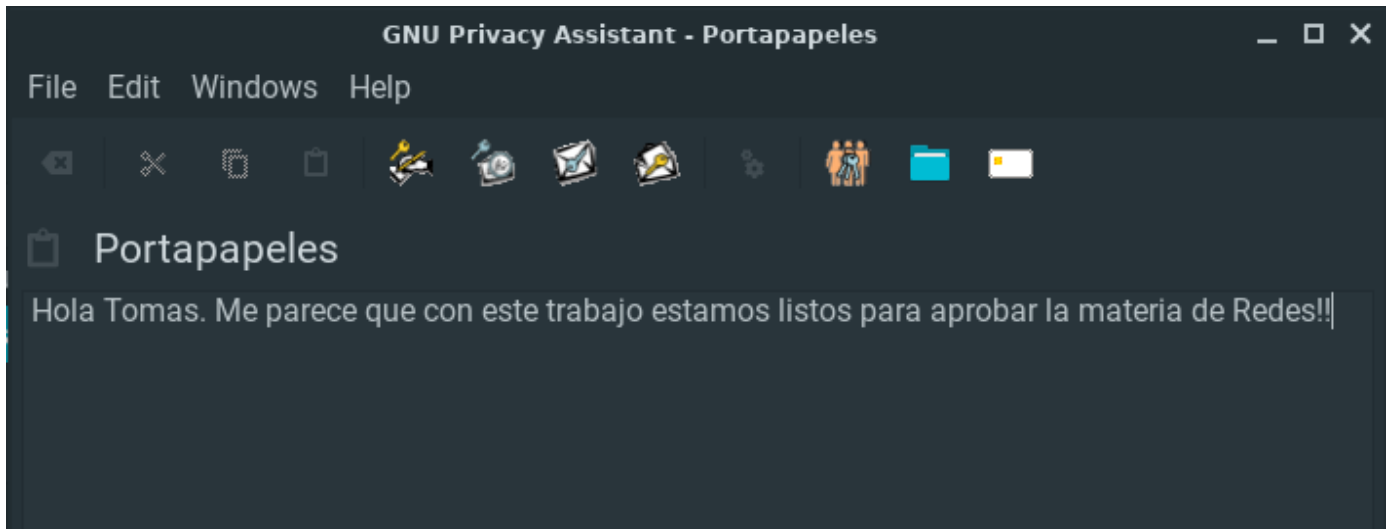 GNU Privacy Assistant - Portapapeles
File Edit Windows Help
Portapapeles
Hola Tomas. Me parece que con este trabajo estamos listos para aprobar la materia de Redes!!